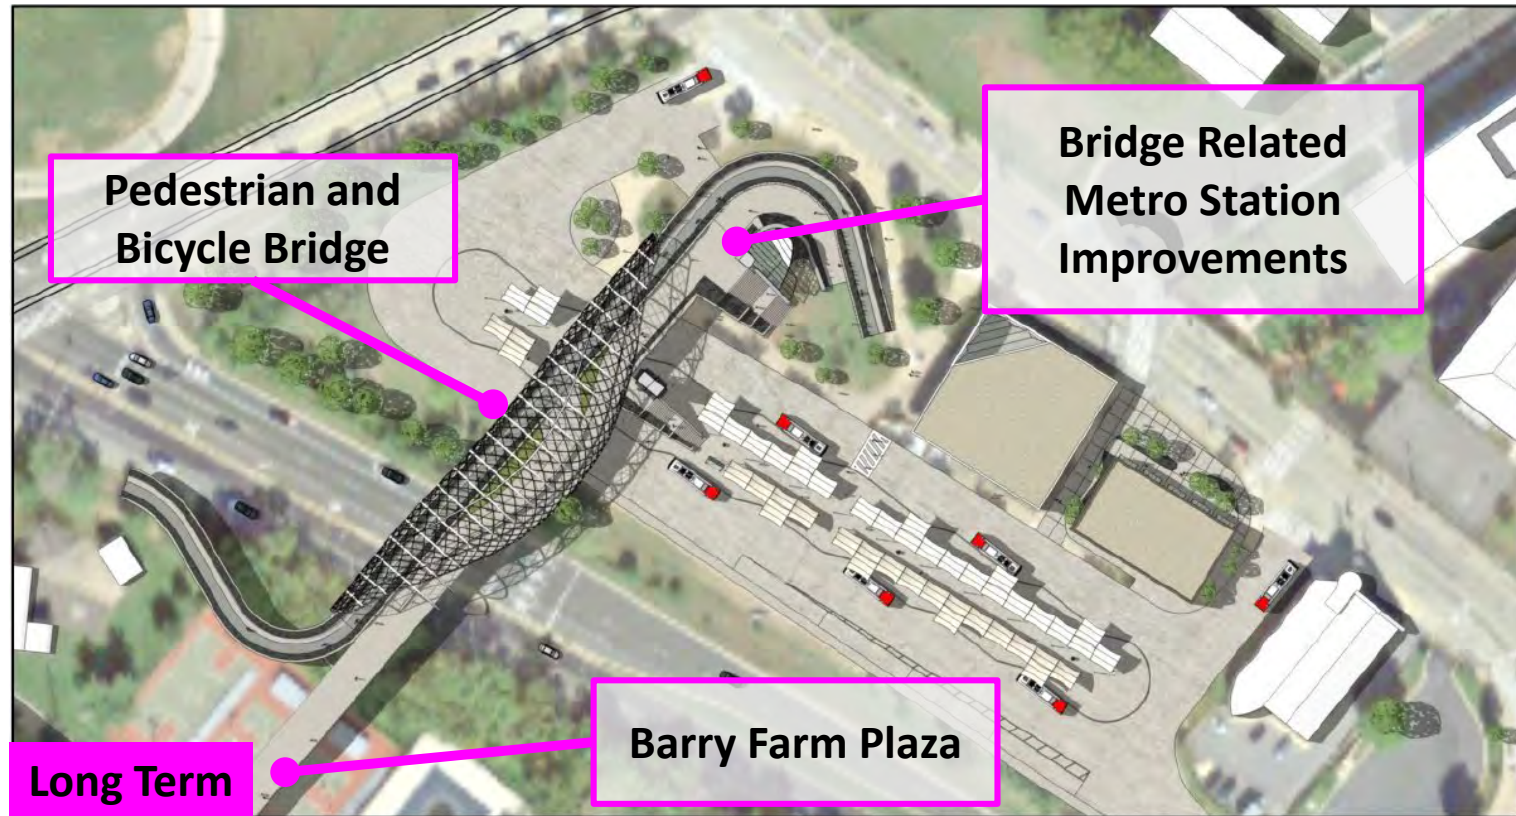 Pedestrian and
Bicycle Bridge
Bridge Related
Metro Station
Improvements
Barry Farm Plaza
Long Term